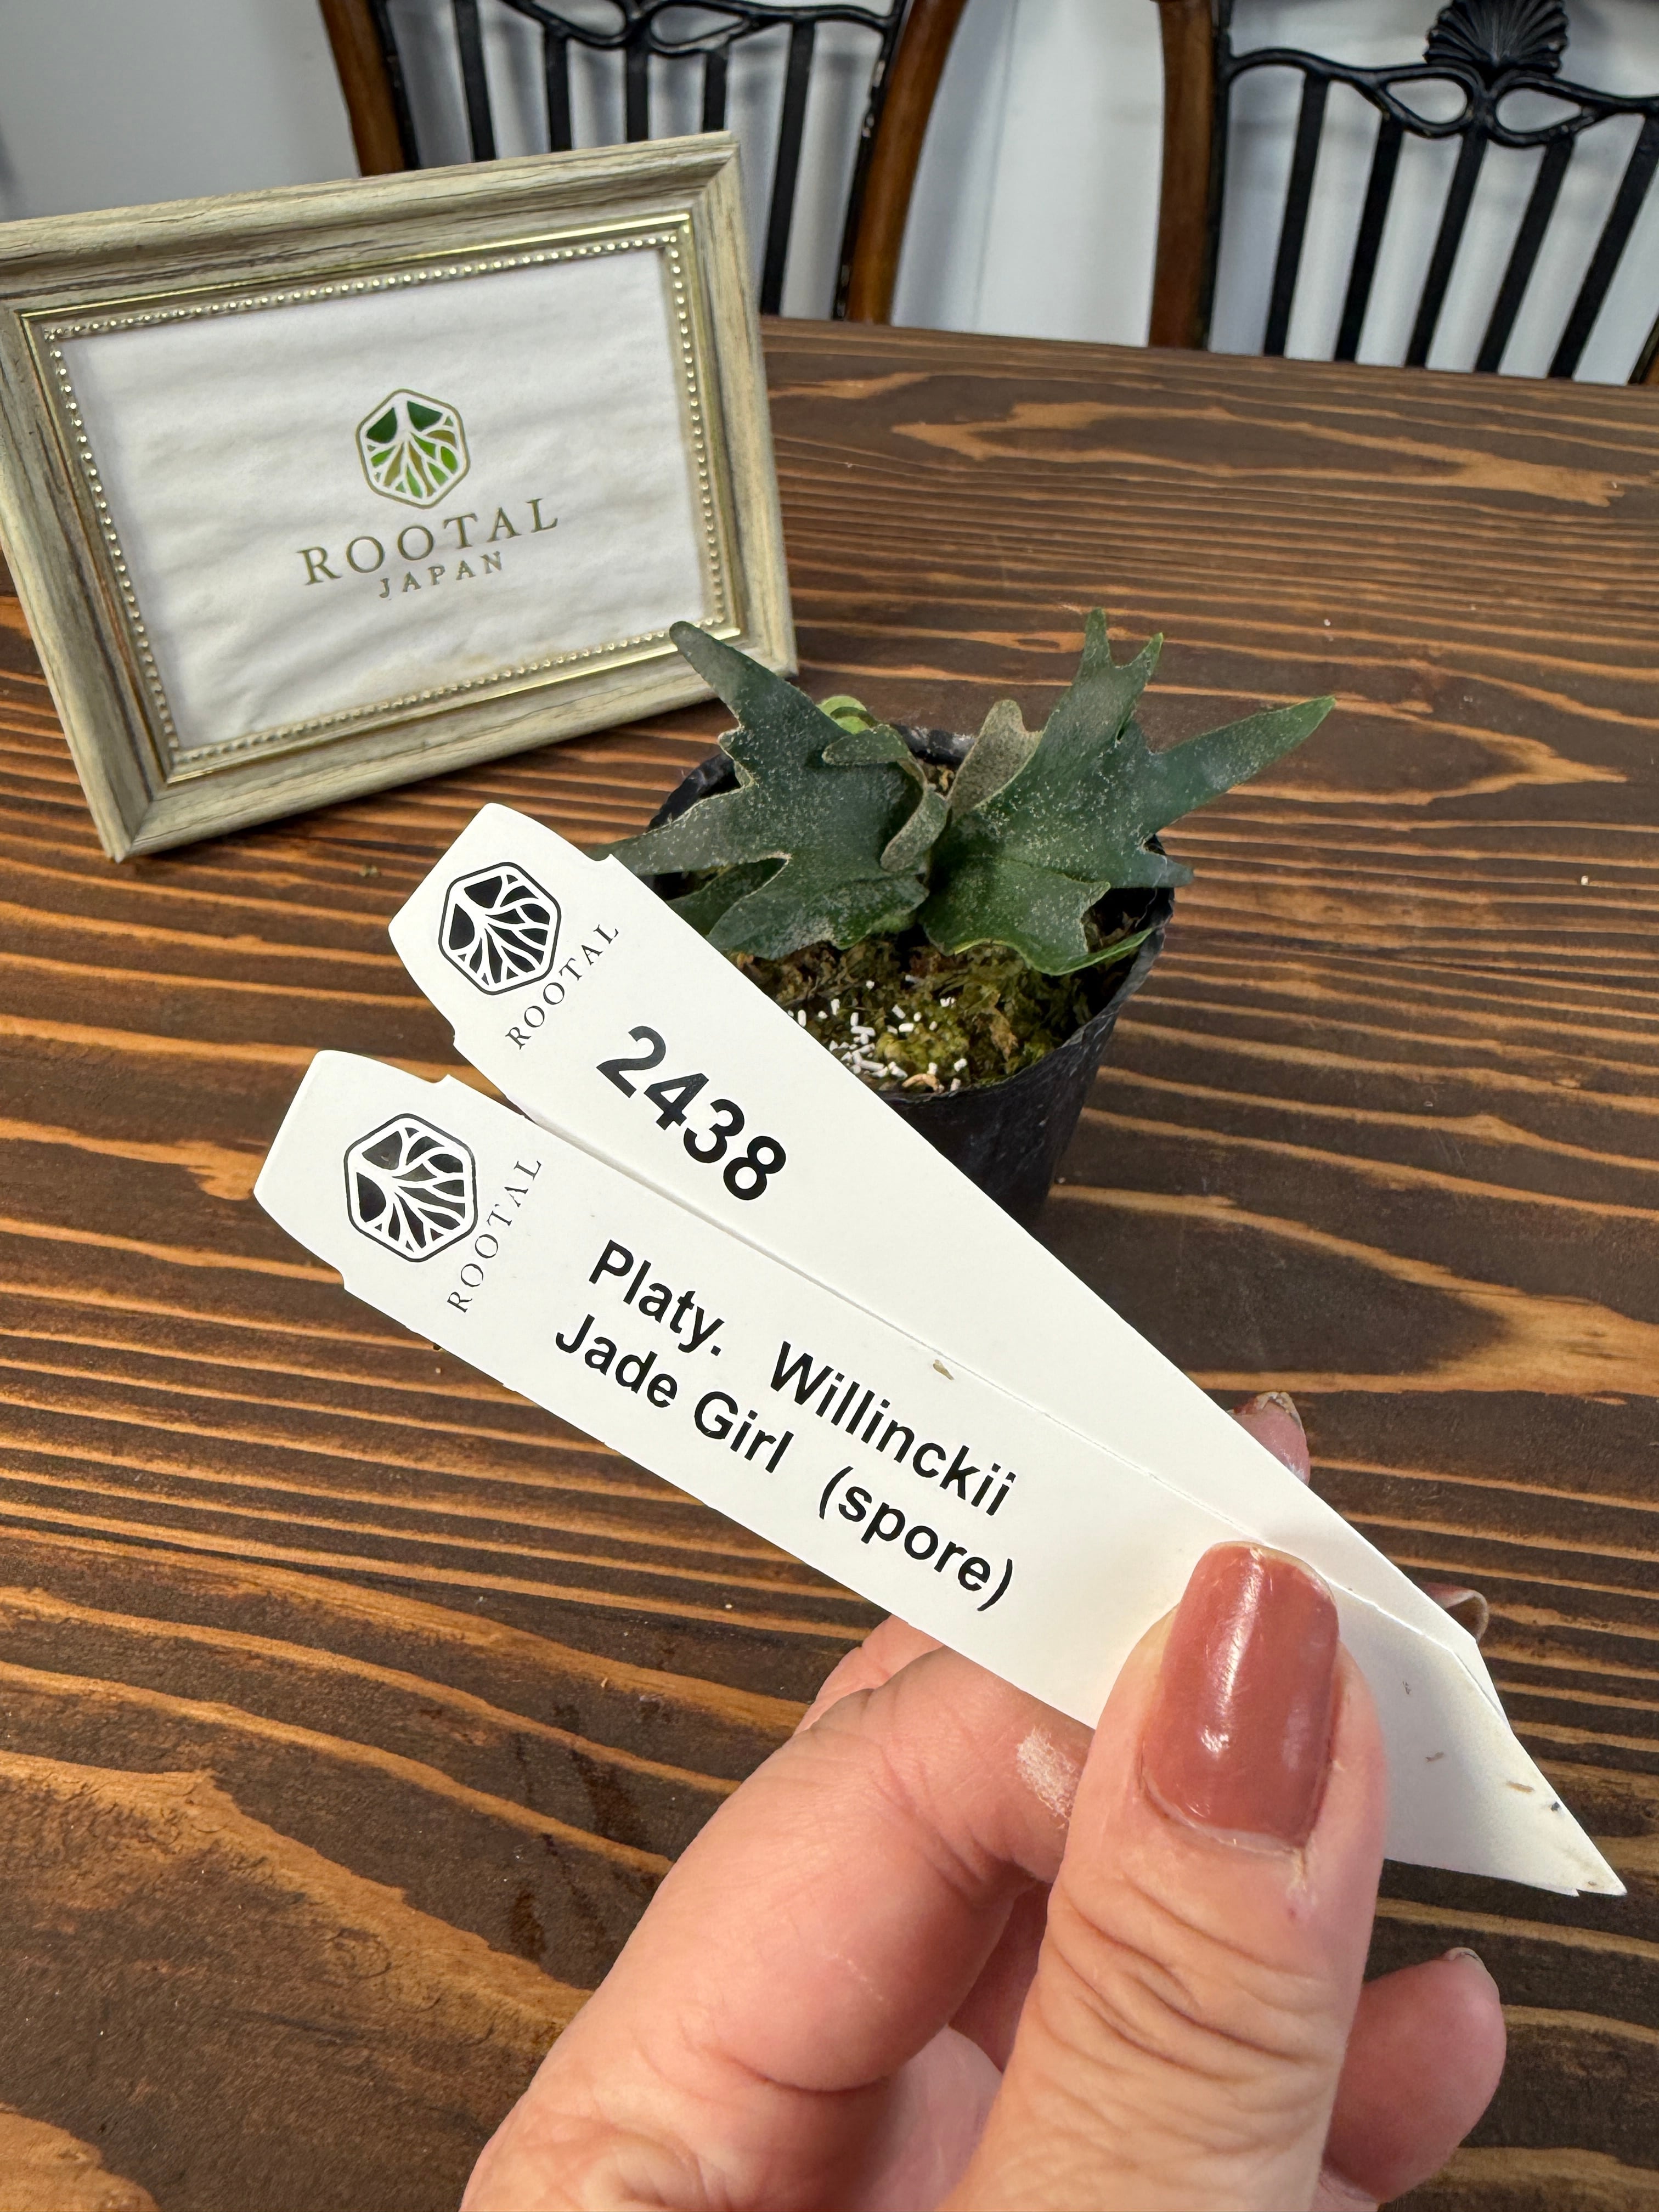 ROOTAL
JAPAN
ROOTAL
2438
ROOTAL
Platy. Willinckii
Jade Girl (spore)